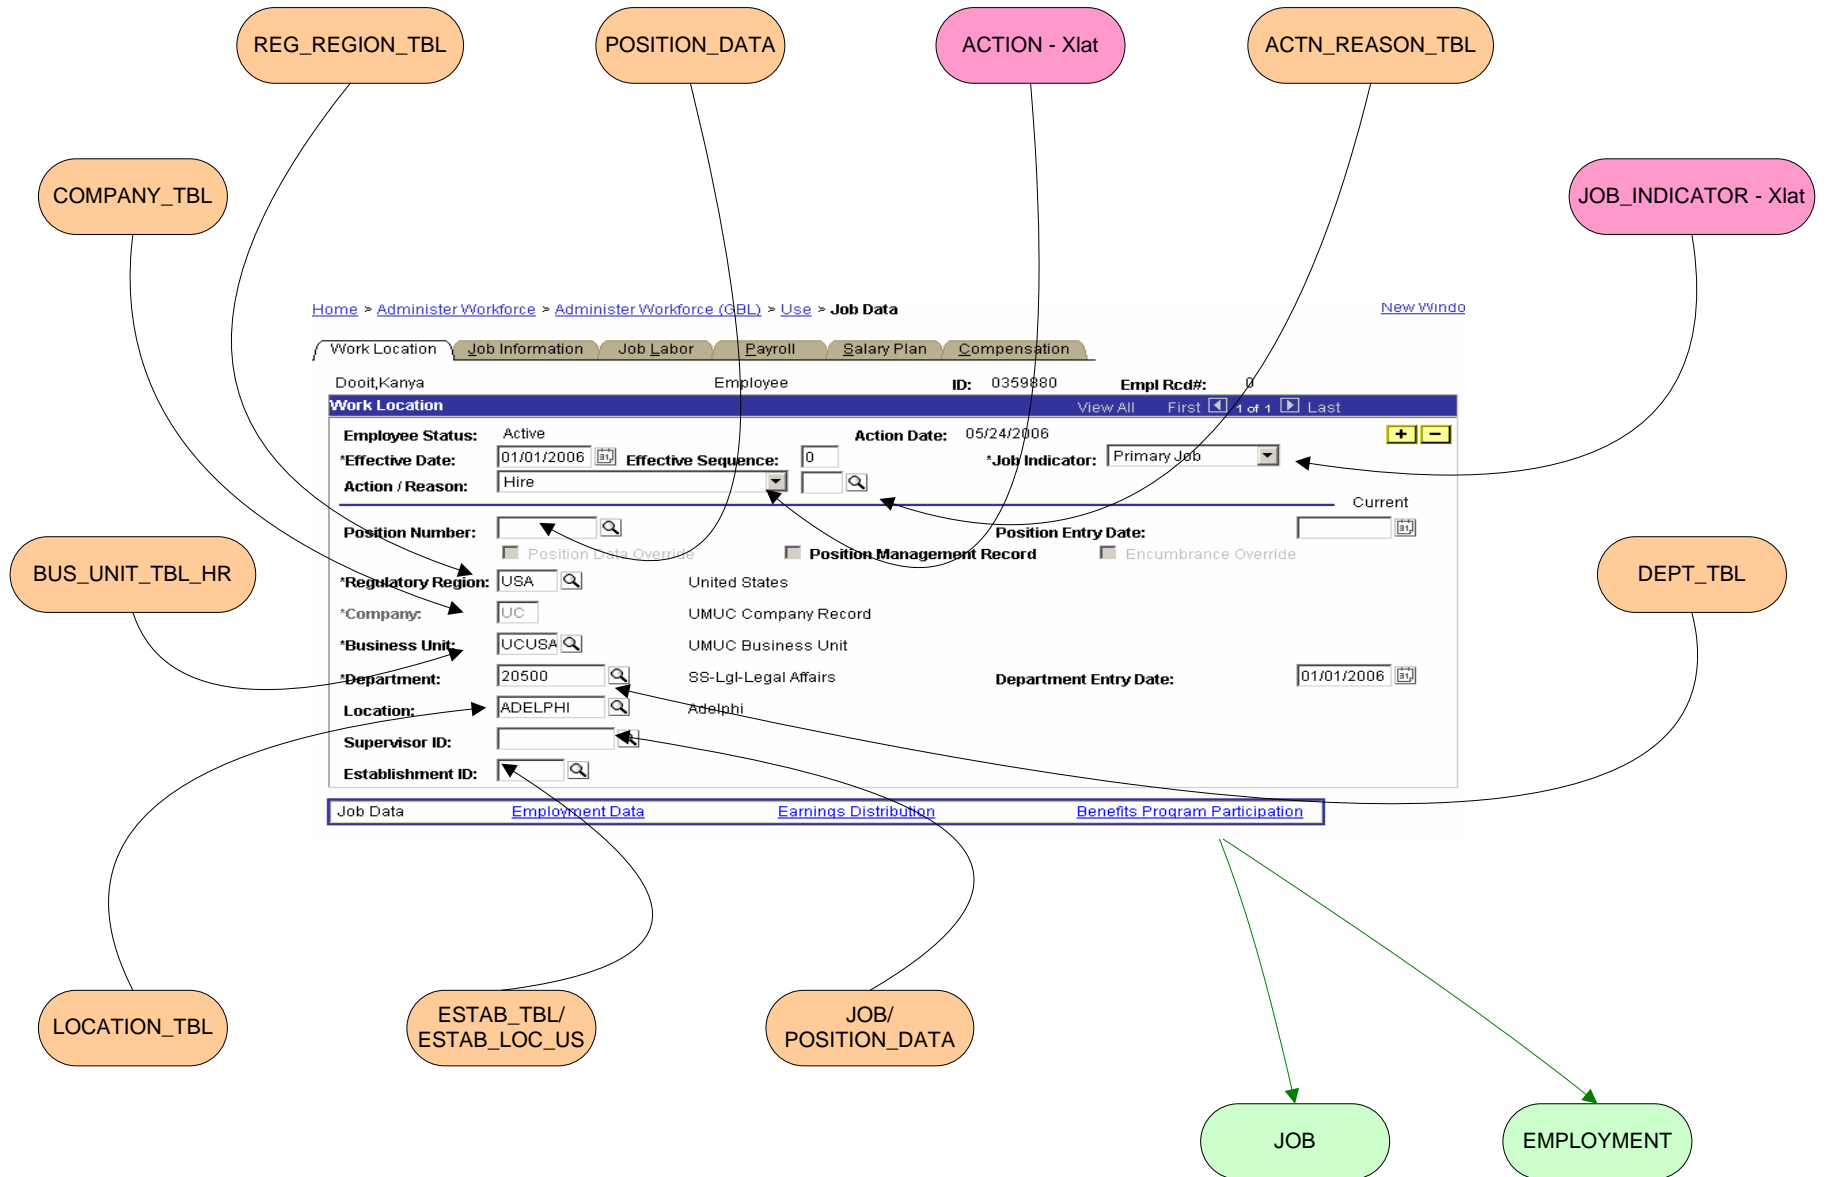 REG_REGION_TBL
POSITION_DATA
ACTION - Xlat
ACTN_REASON_TBL
COMPANY_TBL
JOB_INDICATOR - Xlat
Home > Administer Workforce > Administer Workforce (GBL) > Use > Job Data New Windo
Work Location Job Information Job Labor Payroll Salary Plan Compensation
Dooit,Kanya Employee ID: 0359880 Empl Rcd#: 0
Work Location View All First 1 of 1 Last
Employee Status: Active Action Date: 05/24/2006
*Effective Date: 01/01/2006 Effective Sequence: 0 *Job Indicator: Primary Job
Action / Reason: Hire
Current
Position Number: Position Entry Date:
Position Data Override Position Management Record Encumbrance Override
BUS_UNIT_TBL_HR
DEPT_TBL
*Regulatory Region: USA United States
*Company: UC UMUC Company Record
*Business Unit: UCUSA UMUC Business Unit
*Department: 20500 SS-Lgl-Legal Affairs Department Entry Date: 01/01/2006
Location: ADELPHI Adelphi
Supervisor ID:
Establishment ID:
Job Data Employment Data Earnings Distribution Benefits Program Participation
LOCATION_TBL
ESTAB_TBL/
ESTAB_LOC_US
JOB/
POSITION_DATA
JOB
EMPLOYMENT